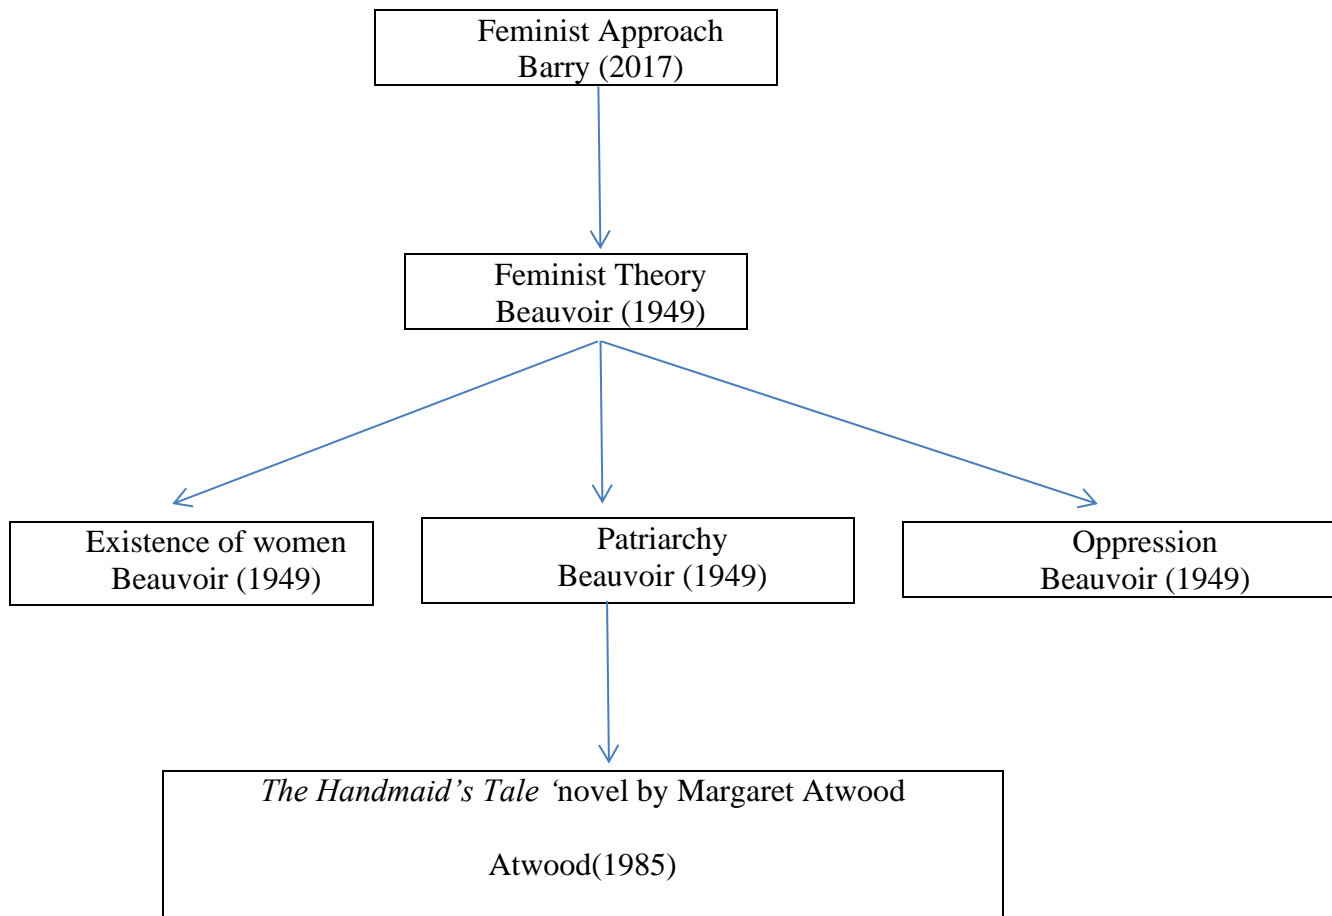 Feminist Approach
Barry (2017)
Feminist Theory
Beauvoir (1949)
Existence of women
Beauvoir (1949)
Patriarchy
Beauvoir (1949)
Oppression
Beauvoir (1949)
The Handmaid’s Tale ‘novel by Margaret Atwood
Atwood(1985)